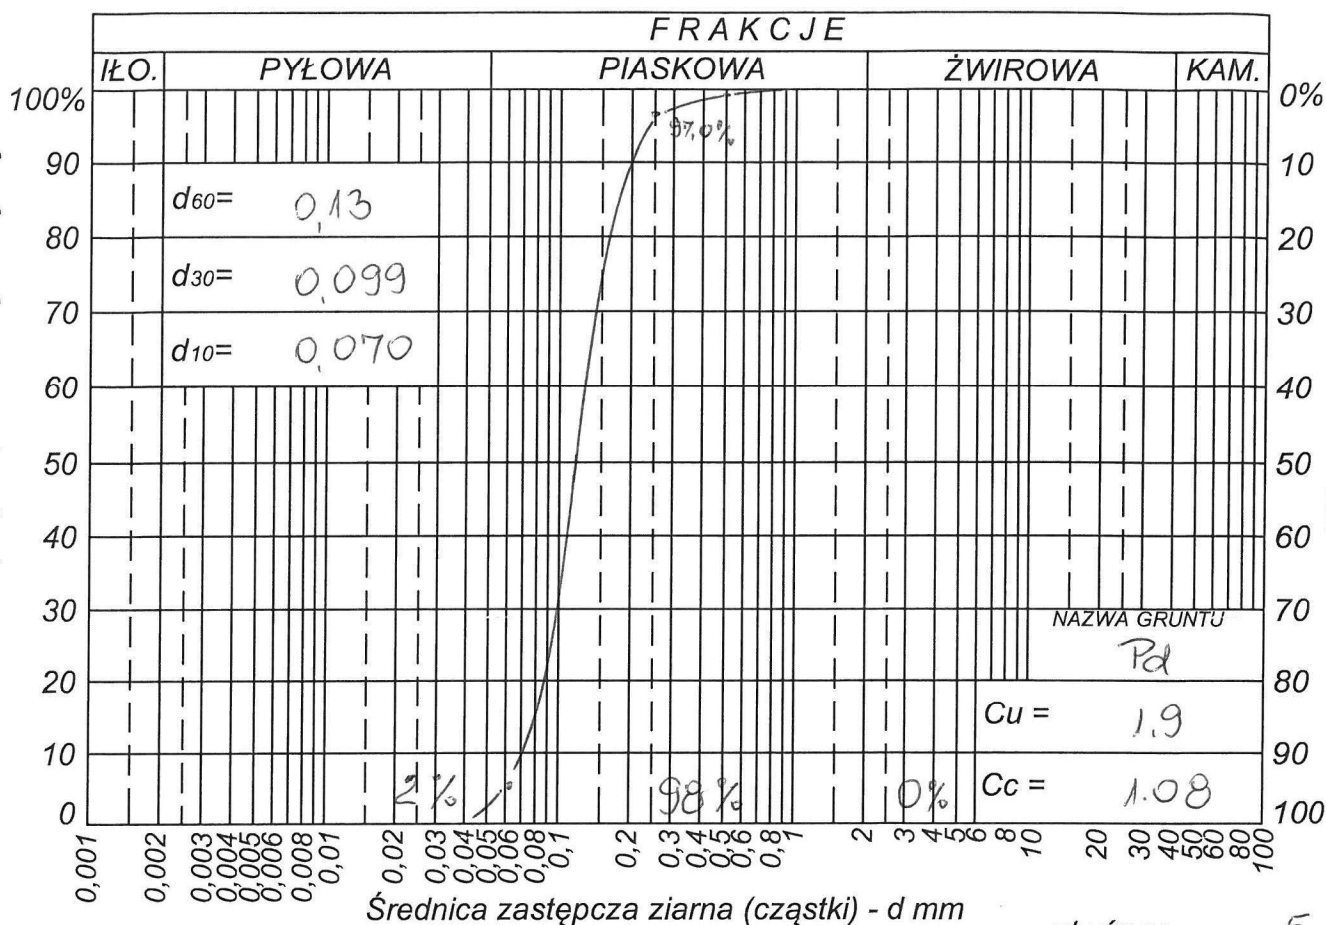 FRAKCJE
IŁO. PYŁOWA PIASKOWA ŻWIROWA KAM.
100% 0%
97,0%
90 10
d60= 0,13
80 20
d30= 0,099
70 30
d10= 0,070
60 40
50 50
40 60
30 70
NAZWA GRUNTU
Pd
20 80
Cu = 1.9
10 90
2% 98% 0% Cc = 1.08
0 100
0,001 0,002 0,003 0,004 0,005 0,006 0,008 0,01 0,02 0,03 0,04 0,05 0,06 0,08 0,1 0,2 0,3 0,4 0,5 0,6 0,8 1 2 3 4 5 6 8 10 20 30 40 50 60 80 100
Średnica zastępcza ziarna (cząstki) - d mm